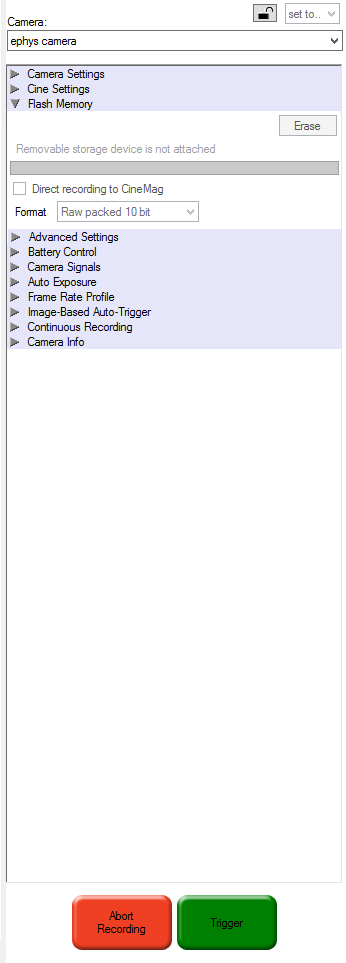 set to..
Camera:
ephys camera
Camera Settings
Cine Settings
Flash Memory
Erase
Removable storage device is not attached
Direct recording to CineMag
Format Raw packed 10 bit
Advanced Settings
Battery Control
Camera Signals
Auto Exposure
Frame Rate Profile
Image-Based Auto-Trigger
Continuous Recording
Camera Info
Abort
Recording
Trigger